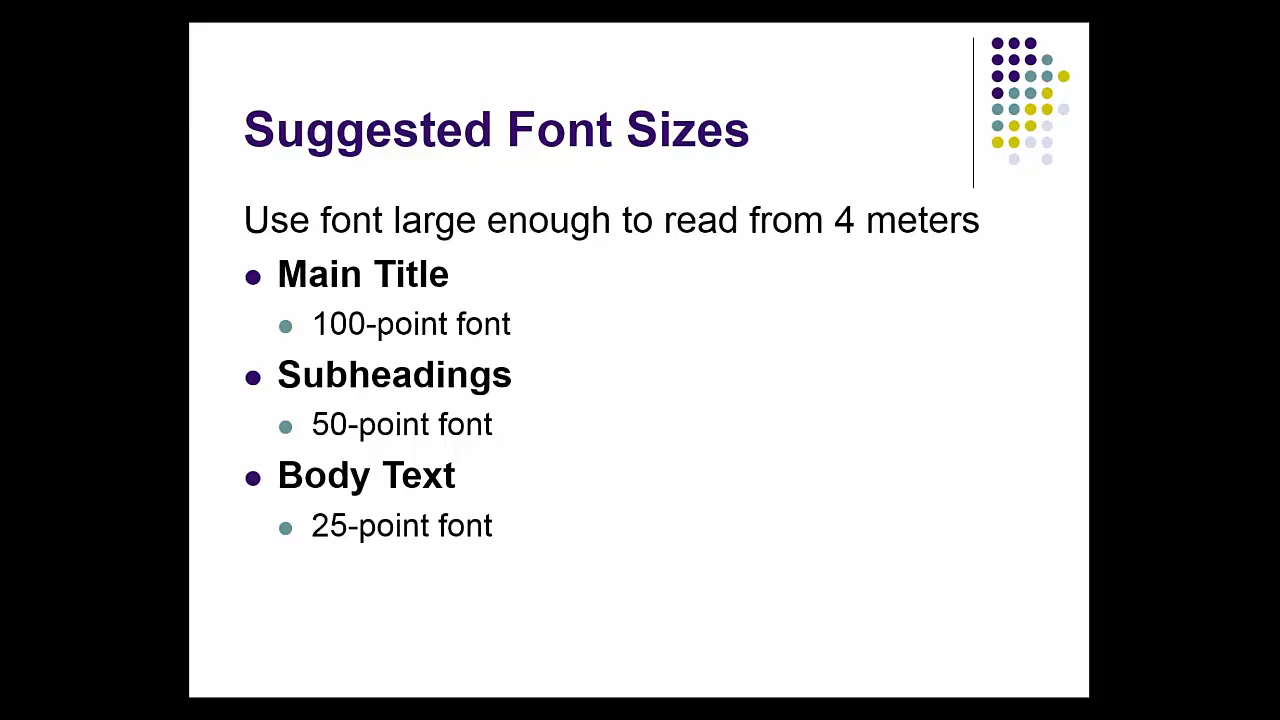 Suggested Font Sizes
Use font large enough to read from 4 meters
Main Title
100-point font
Subheadings
50-point font
Body Text
25-point font